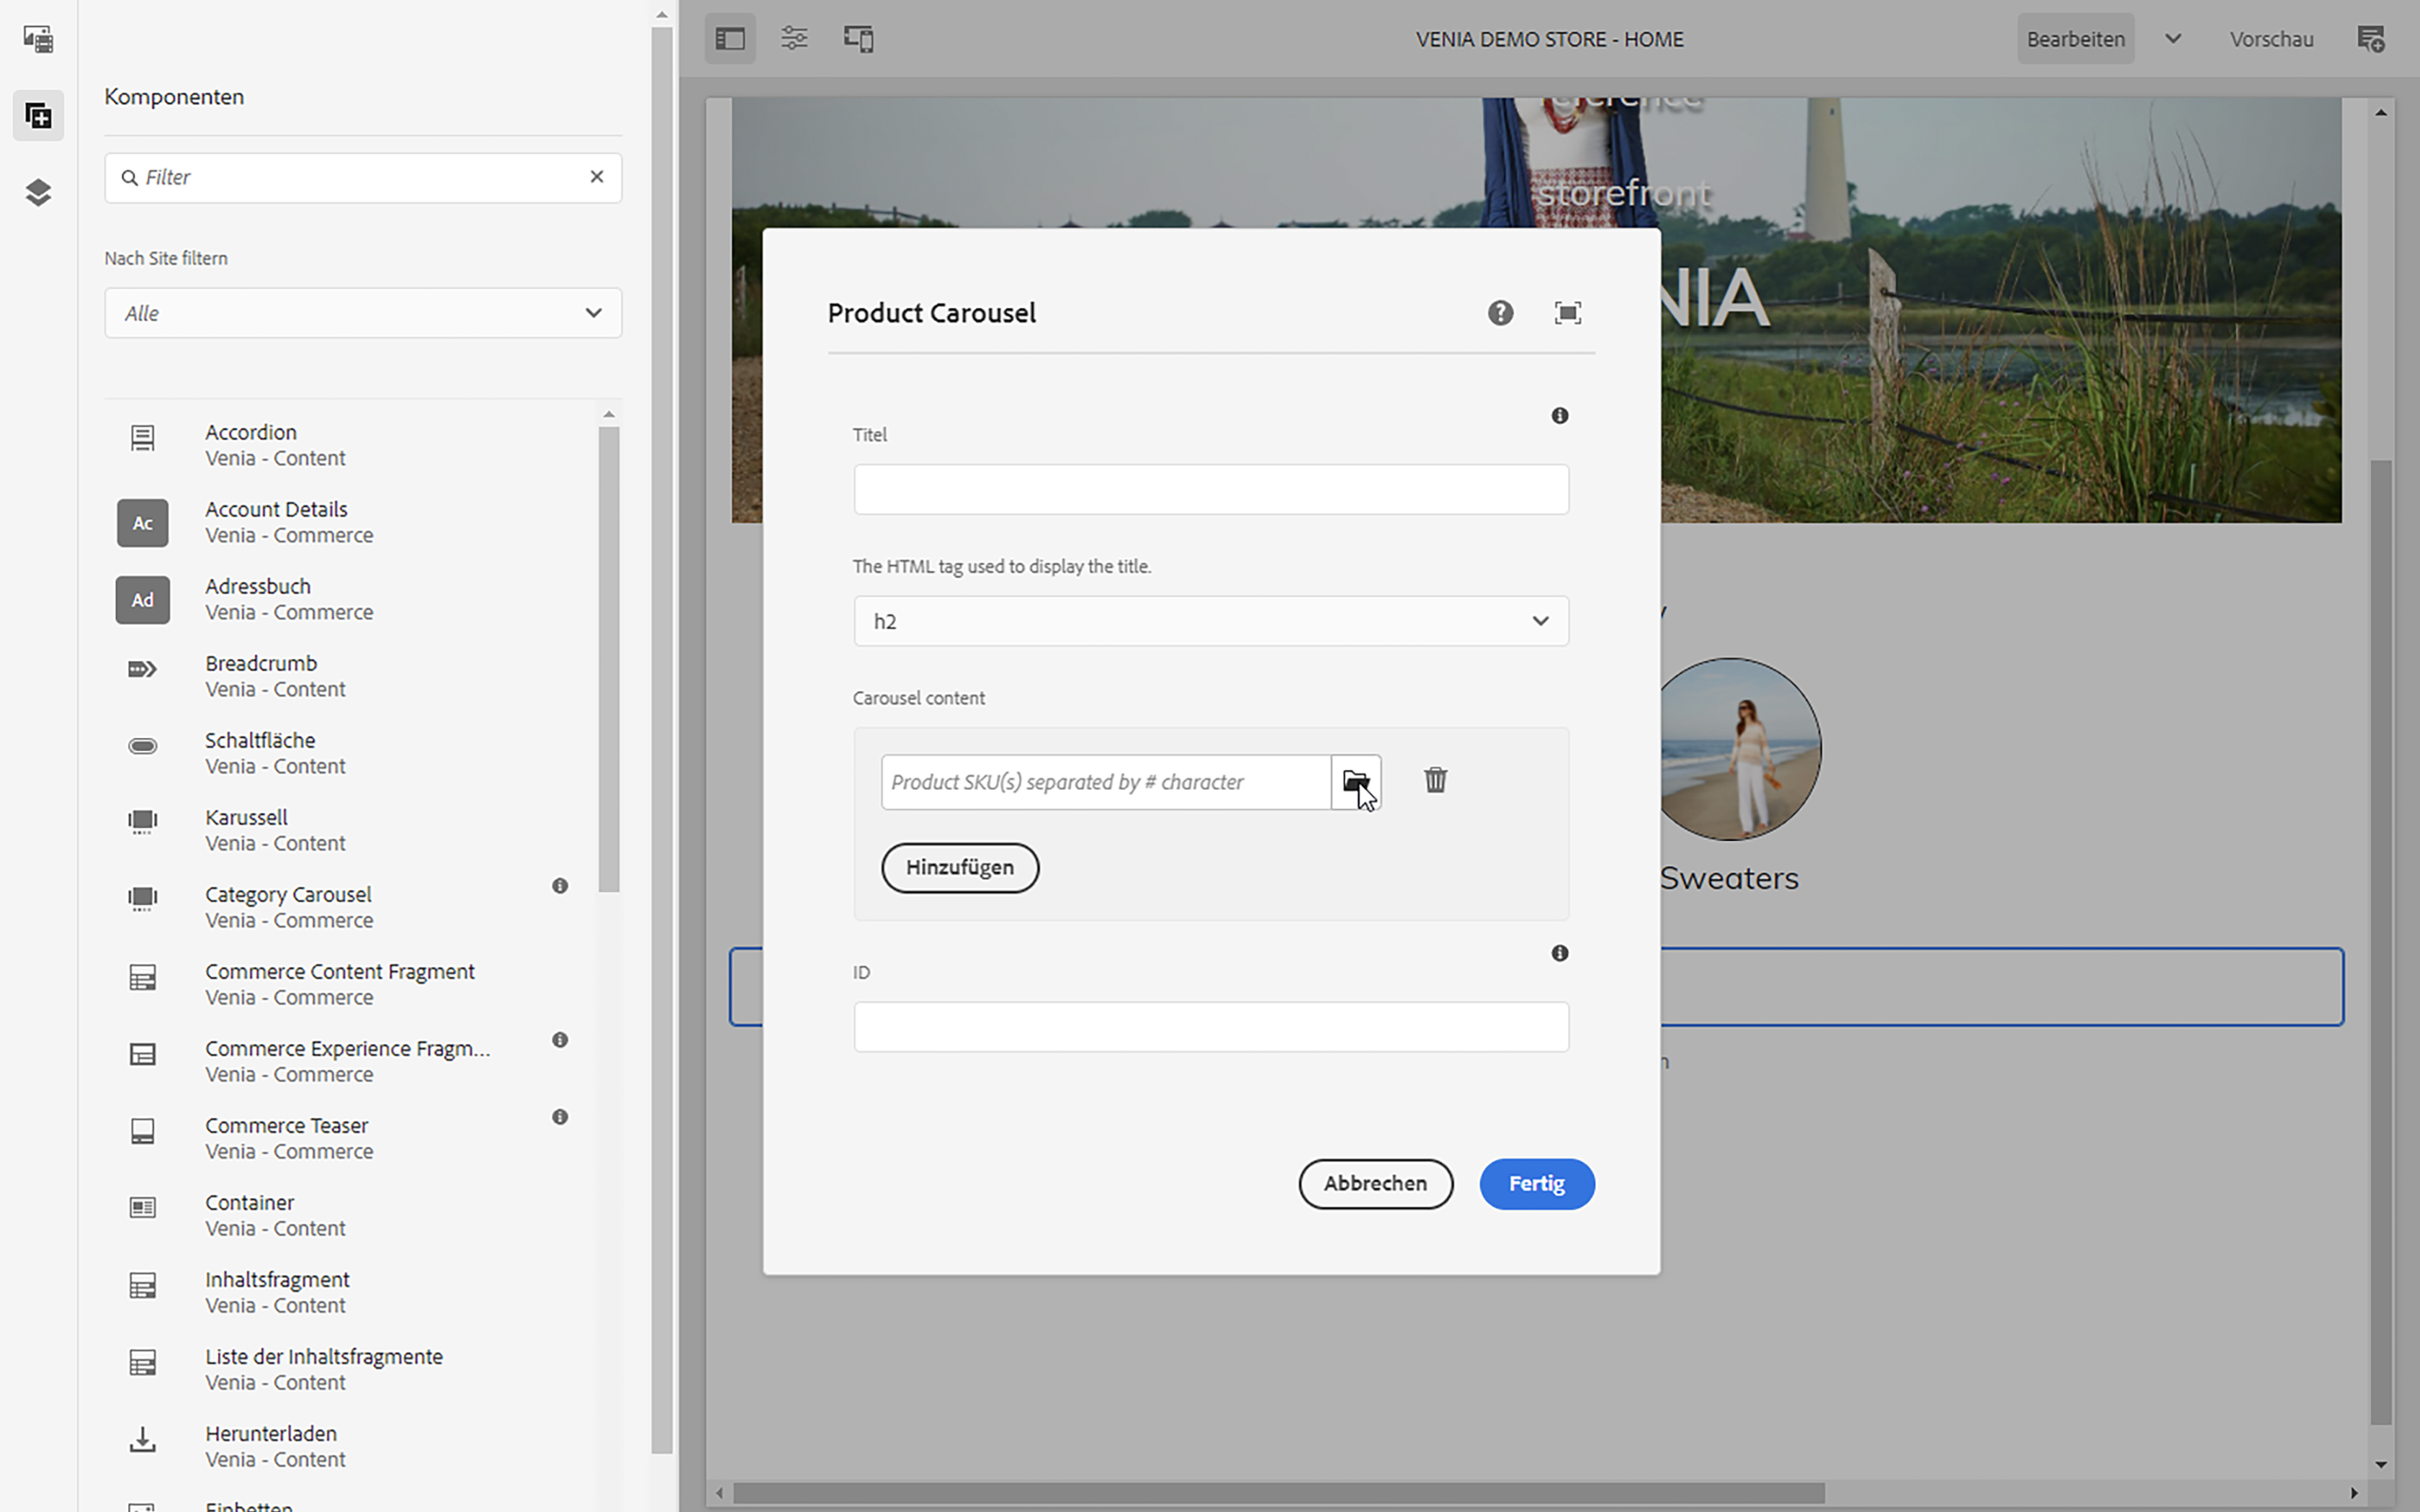 Komponenten
Filter
Nach Site filtern
Alle
Accordion
Venia - Content
Ac
Account Details
Venia - Commerce
Ad
Adressbuch
Venia - Commerce
Breadcrumb
Venia - Content
Schaltfläche
Venia - Content
Karussell
Venia - Content
Category Carousel
Venia - Commerce
Commerce Content Fragment
Venia - Commerce
Commerce Experience Fragm...
Venia - Commerce
Commerce Teaser
Venia - Commerce
Container
Venia - Content
Inhaltsfragment
Venia - Content
Liste der Inhaltsfragmente
Venia - Content
Herunterladen
Venia - Content
Einbetten
VENIA DEMO STORE - HOME
Bearbeiten
Vorschau
reference
storefront
NIA
Product Carousel
Titel
The HTML tag used to display the title.
h2
Carousel content
Product SKU(s) separated by # character
Hinzufügen
ID
Abbrechen
Fertig
Sweaters